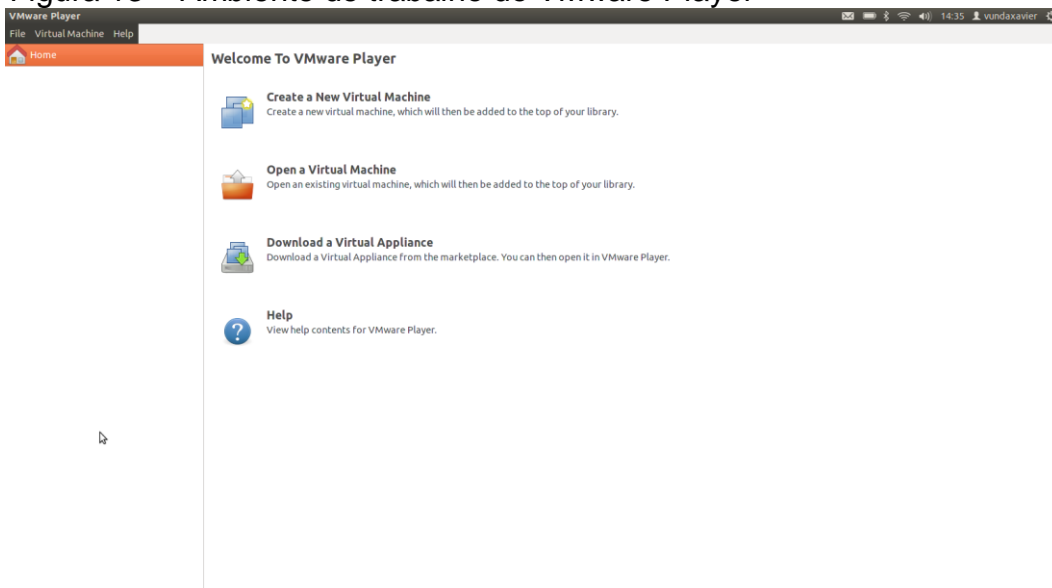 Figura 18 - Ambiente de trabalho do VMware Player
VMware Player 14:35 vundaxavier
File Virtual Machine Help
Home
Welcome To VMware Player
Create a New Virtual Machine
Create a new virtual machine, which will then be added to the top of your library.
Open a Virtual Machine
Open an existing virtual machine, which will then be added to the top of your library.
Download a Virtual Appliance
Download a Virtual Appliance from the marketplace. You can then open it in VMware Player.
Help
View help contents for VMware Player.